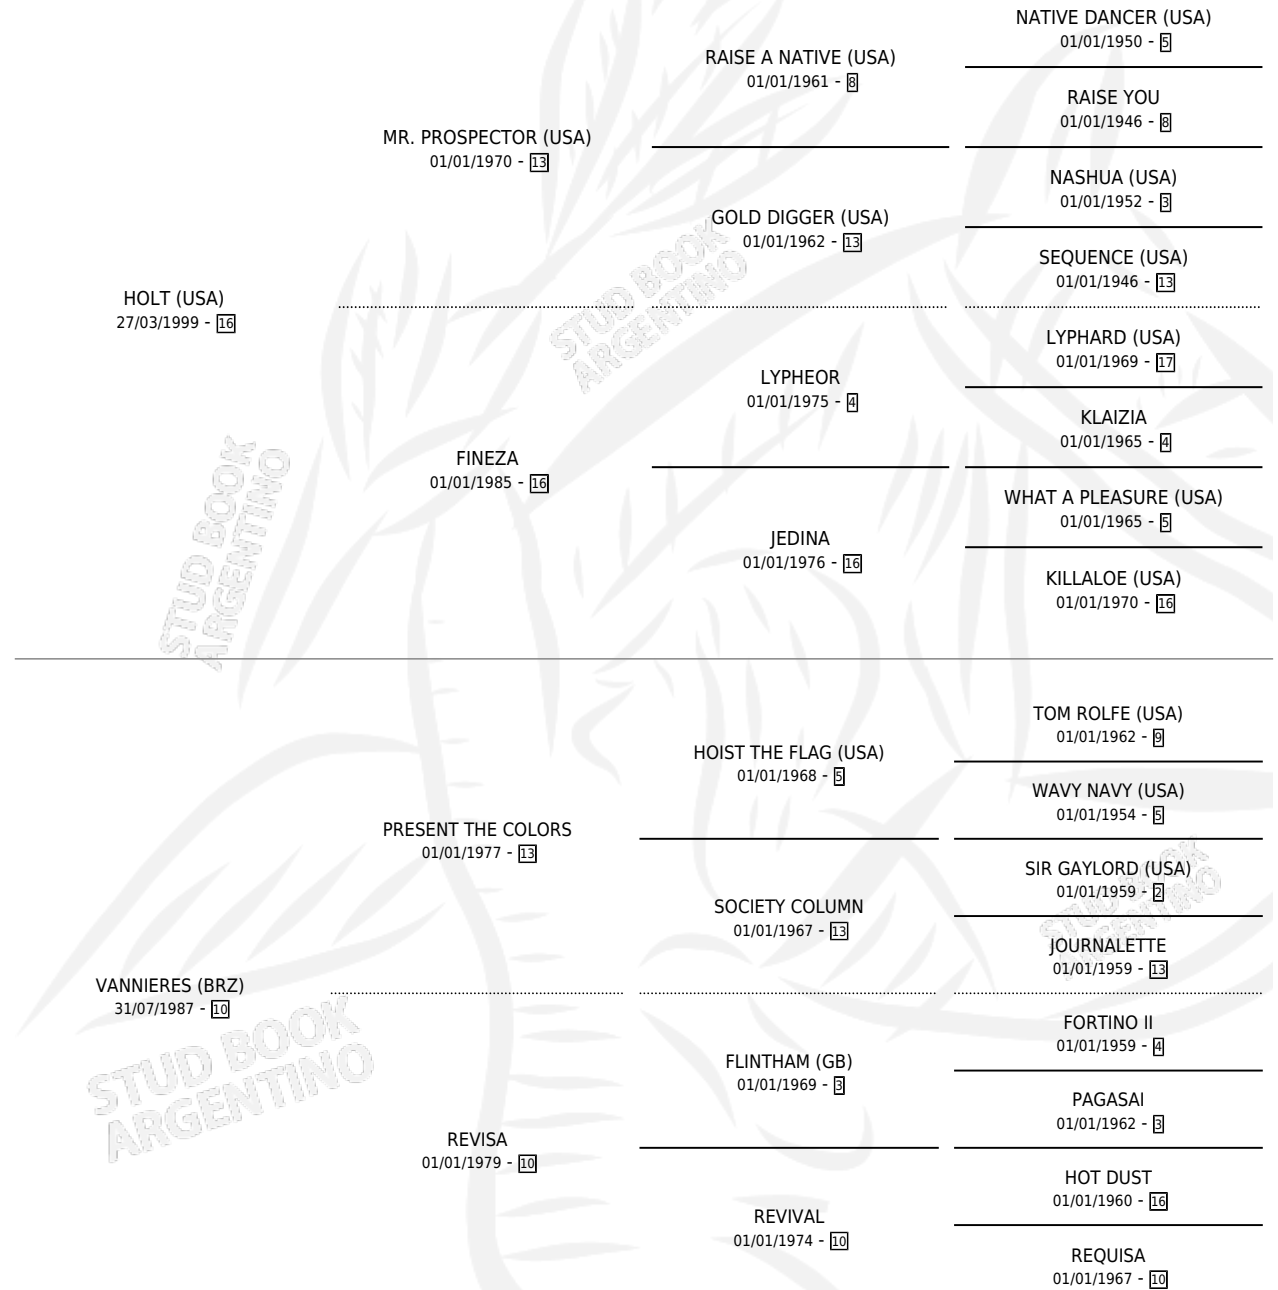 NATIVE DANCER (USA)
01/01/1950 - 5
RAISE A NATIVE (USA)
01/01/1961 - 8
RAISE YOU
01/01/1946 - 8
MR. PROSPECTOR (USA)
01/01/1970 - 13
NASHUA (USA)
01/01/1952 - 3
GOLD DIGGER (USA)
01/01/1962 - 13
SEQUENCE (USA)
01/01/1946 - 13
HOLT (USA)
27/03/1999 - 16
STUD BOOK
ARGENTINO
LYPHARD (USA)
01/01/1969 - 17
LYPHEOR
01/01/1975 - 4
KLAIZIA
01/01/1965 - 4
FINEZA
01/01/1985 - 16
WHAT A PLEASURE (USA)
01/01/1965 - 5
JEDINA
01/01/1976 - 16
KILLALOE (USA)
01/01/1970 - 16
STUD BOOK
ARGENTINO
TOM ROLFE (USA)
01/01/1962 - 9
HOIST THE FLAG (USA)
01/01/1968 - 5
WAVY NAVY (USA)
01/01/1954 - 5
PRESENT THE COLORS
01/01/1977 - 13
SIR GAYLORD (USA)
01/01/1959 - 2
SOCIETY COLUMN
01/01/1967 - 13
JOURNALETTE
01/01/1959 - 13
STUD BOOK
ARGENTINO
VANNIERES (BRZ)
31/07/1987 - 10
FORTINO II
01/01/1959 - 4
FLINTHAM (GB)
01/01/1969 - 3
PAGASAI
01/01/1962 - 3
STUD BOOK
ARGENTINO
REVISA
01/01/1979 - 10
HOT DUST
01/01/1960 - 16
REVIVAL
01/01/1974 - 10
REQUISA
01/01/1967 - 10